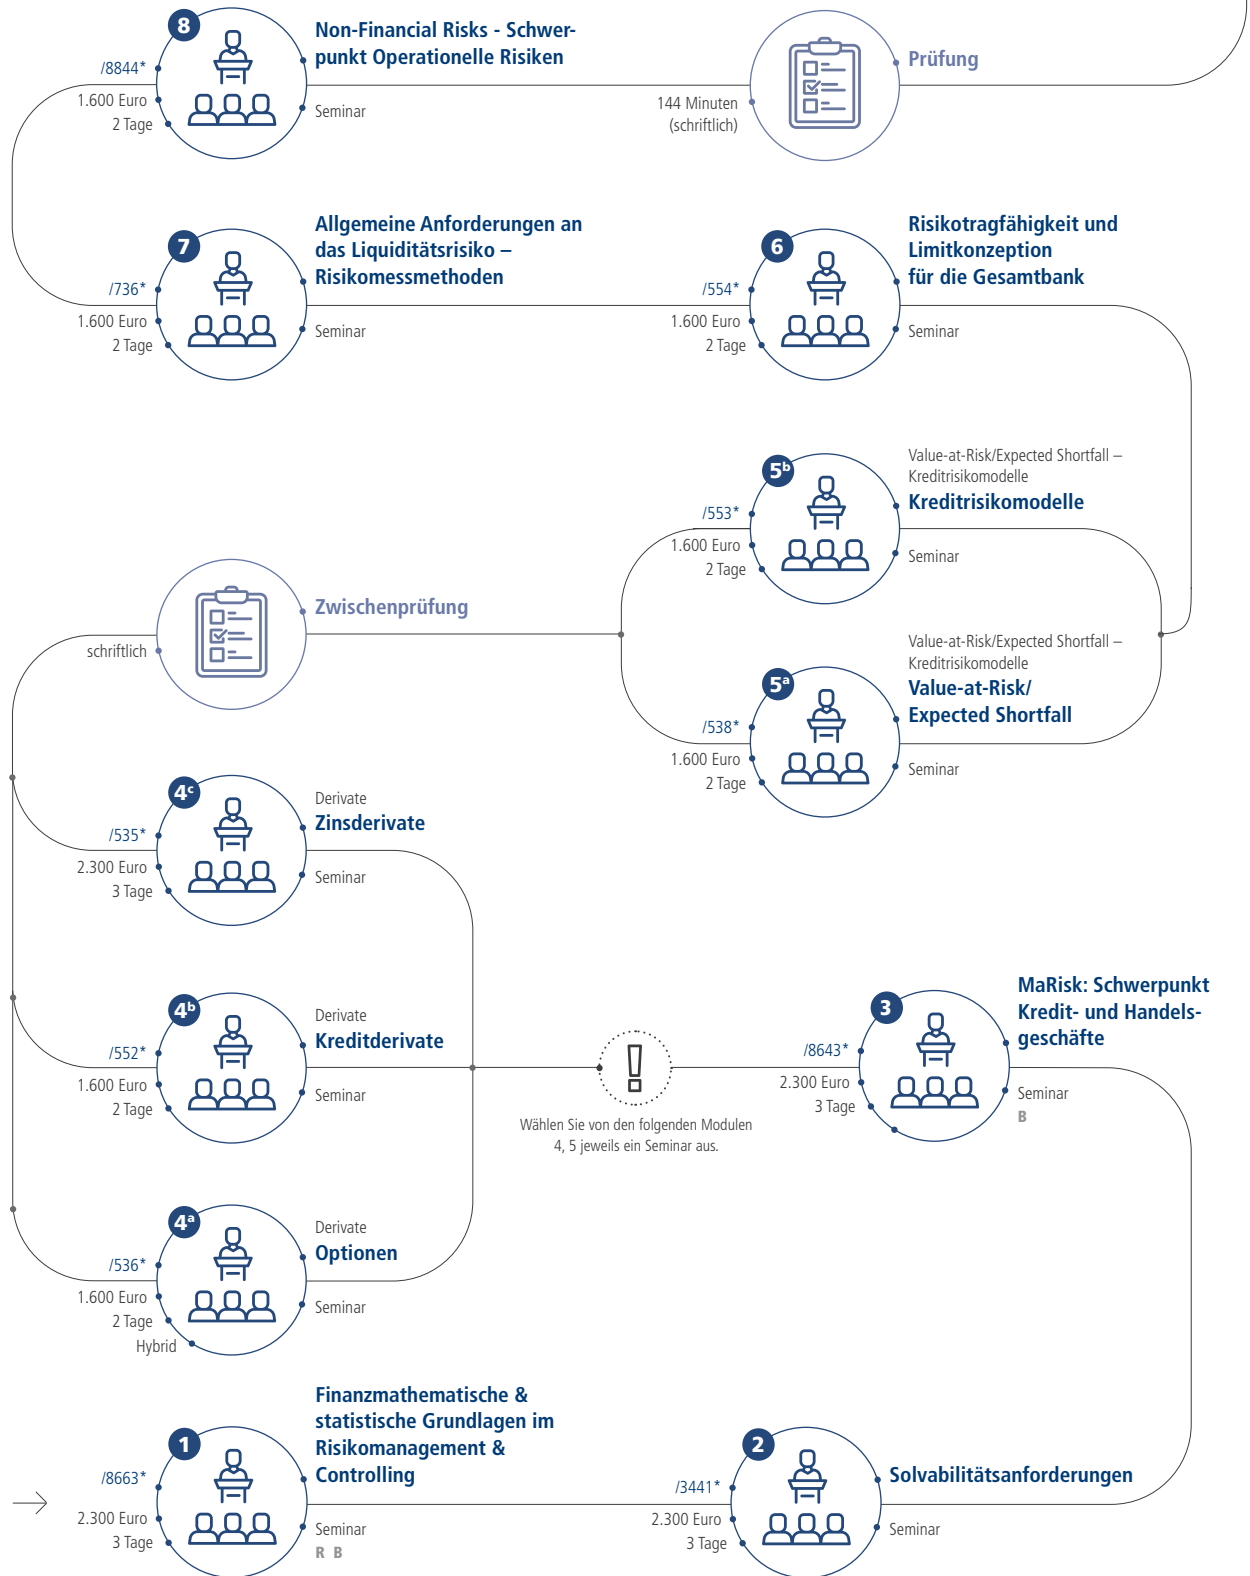 8
Non-Financial Risks - Schwer-
punkt Operationelle Risiken
/8844*
1.600 Euro
2 Tage
Seminar
Prüfung
144 Minuten
(schriftlich)
7
Allgemeine Anforderungen an
das Liquiditätsrisiko –
Risikomessmethoden
/736*
1.600 Euro
2 Tage
Seminar
6
Risikotragfähigkeit und
Limitkonzeption
für die Gesamtbank
/554*
1.600 Euro
2 Tage
Seminar
5b
Value-at-Risk/Expected Shortfall –
Kreditrisikomodelle
Kreditrisikomodelle
/553*
1.600 Euro
2 Tage
Seminar
Zwischenprüfung
schriftlich
5a
Value-at-Risk/Expected Shortfall –
Kreditrisikomodelle
Value-at-Risk/
Expected Shortfall
/538*
1.600 Euro
2 Tage
Seminar
4c
Derivate
Zinsderivate
/535*
2.300 Euro
3 Tage
Seminar
4b
Derivate
Kreditderivate
/552*
1.600 Euro
2 Tage
Seminar
!
Wählen Sie von den folgenden Modulen
4, 5 jeweils ein Seminar aus.
3
MaRisk: Schwerpunkt
Kredit- und Handels-
geschäfte
/8643*
2.300 Euro
3 Tage
Seminar
B
4a
Derivate
Optionen
/536*
1.600 Euro
2 Tage
Hybrid
Seminar
1
Finanzmathematische &
statistische Grundlagen im
Risikomanagement &
Controlling
/8663*
2.300 Euro
3 Tage
Seminar
R B
2
Solvabilitätsanforderungen
/3441*
2.300 Euro
3 Tage
Seminar